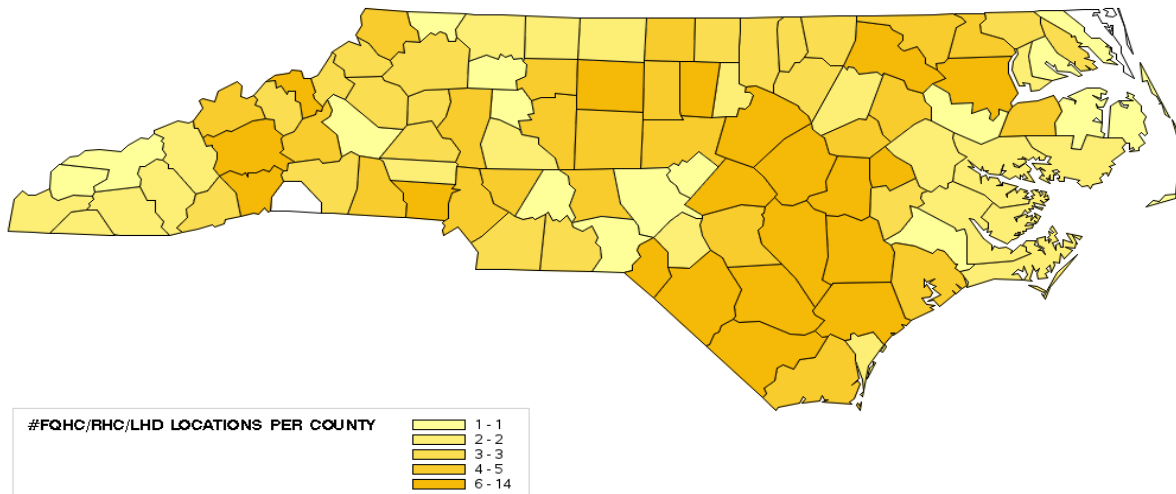 #FQHC/RHC/LHD LOCATIONS PER COUNTY
1 - 1
2 - 2
3 - 3
4 - 5
6 - 14